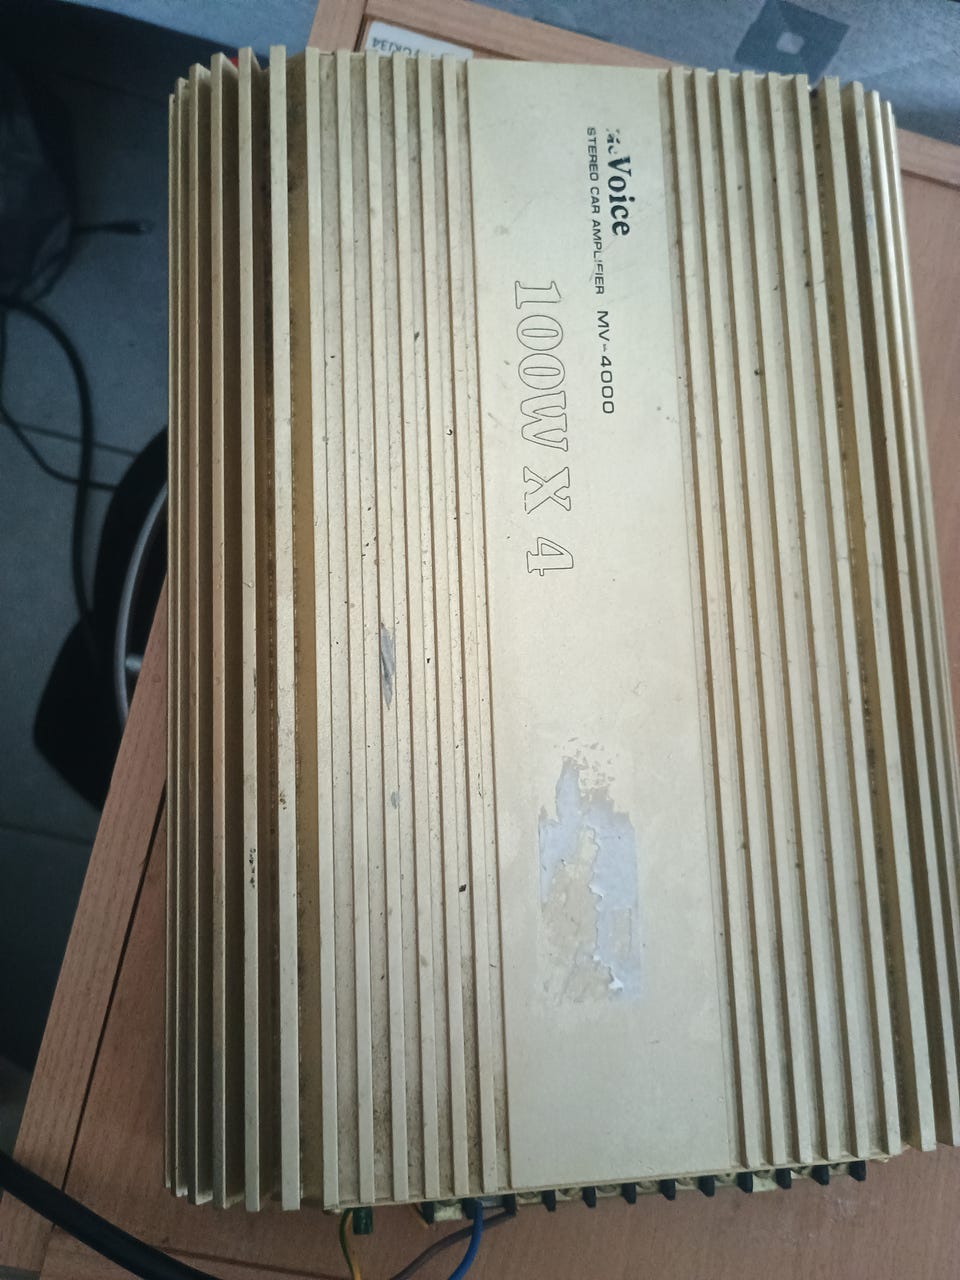 Voice
STEREO CAR AMPLIFIER MV-4000
100W X 4